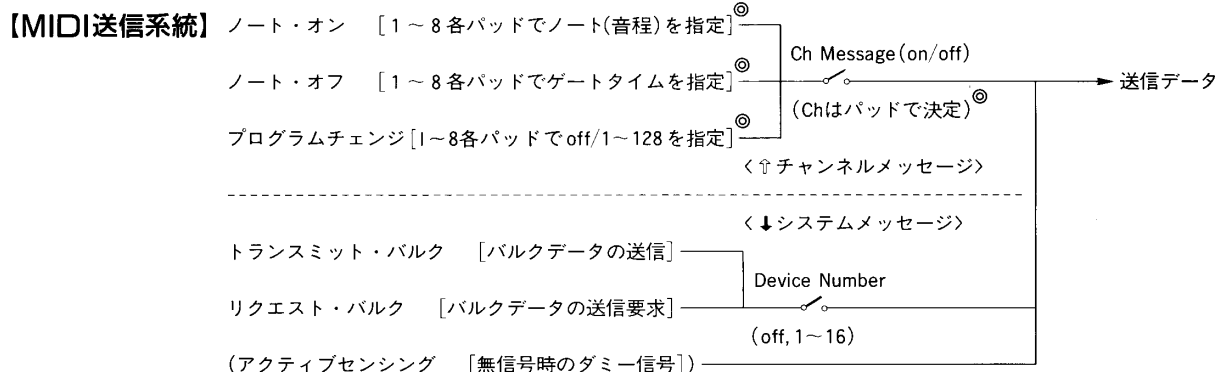 【MIDI送信系統】
ノート・オン [1~8各パッドでノート(音程)を指定]◎
ノート・オフ [1~8各パッドでゲートタイムを指定]◎
プログラムチェンジ[1~8各パッドでoff/1~128を指定]◎
Ch Message(on/off)
(Chはパッドで決定)◎
送信データ
〈⇧チャンネルメッセージ〉
〈⬇システムメッセージ〉
トランスミット・バルク [バルクデータの送信]
リクエスト・バルク [バルクデータの送信要求]
Device Number
(off, 1~16)
(アクティブセンシング [無信号時のダミー信号])